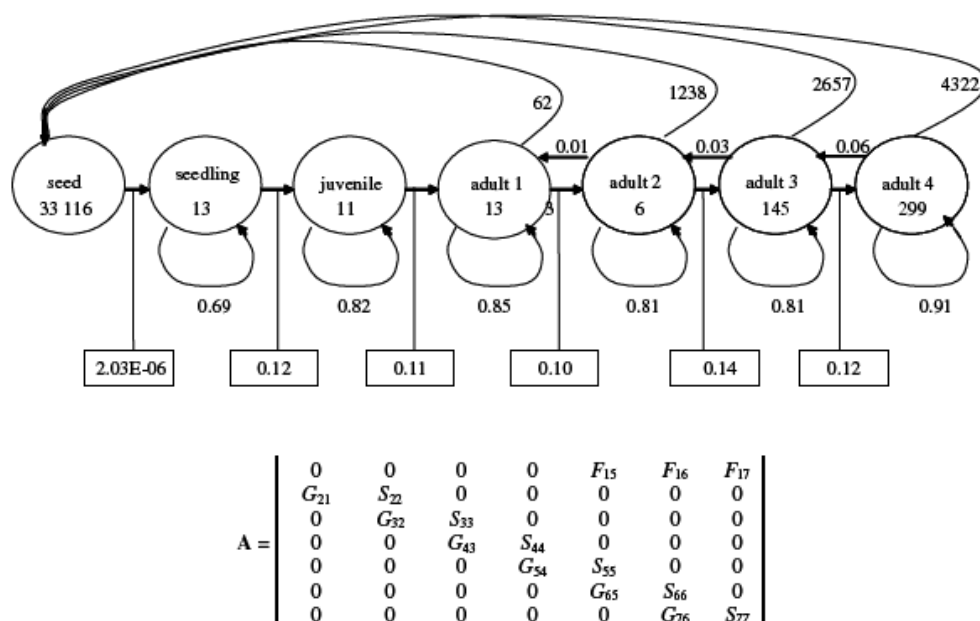 62 1238 2657 4322
0.01 0.03 0.06
seed seedling juvenile adult 1 adult 2 adult 3 adult 4
33 116 13 11 13 3 6 145 299
0.69 0.82 0.85 0.81 0.81 0.91
2.03E-06 0.12 0.11 0.10 0.14 0.12
0 0 0 0 F15 F16 F17
G21 S22 0 0 0 0 0
0 G32 S33 0 0 0 0
A = 0 0 G43 S44 0 0 0
0 0 0 G54 S55 0 0
0 0 0 0 G65 S66 0
0 0 0 0 0 G76 S77